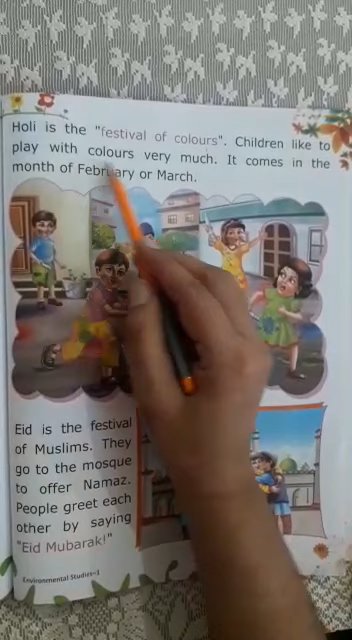 Holi is the "festival of colours". Children like to
play with colours very much. It comes in the
month of February or March.
Eid is the festival
of Muslims. They
go to the mosque
to offer Namaz.
People greet each
other by saying
"Eid Mubarak!"
Environmental Studies-1